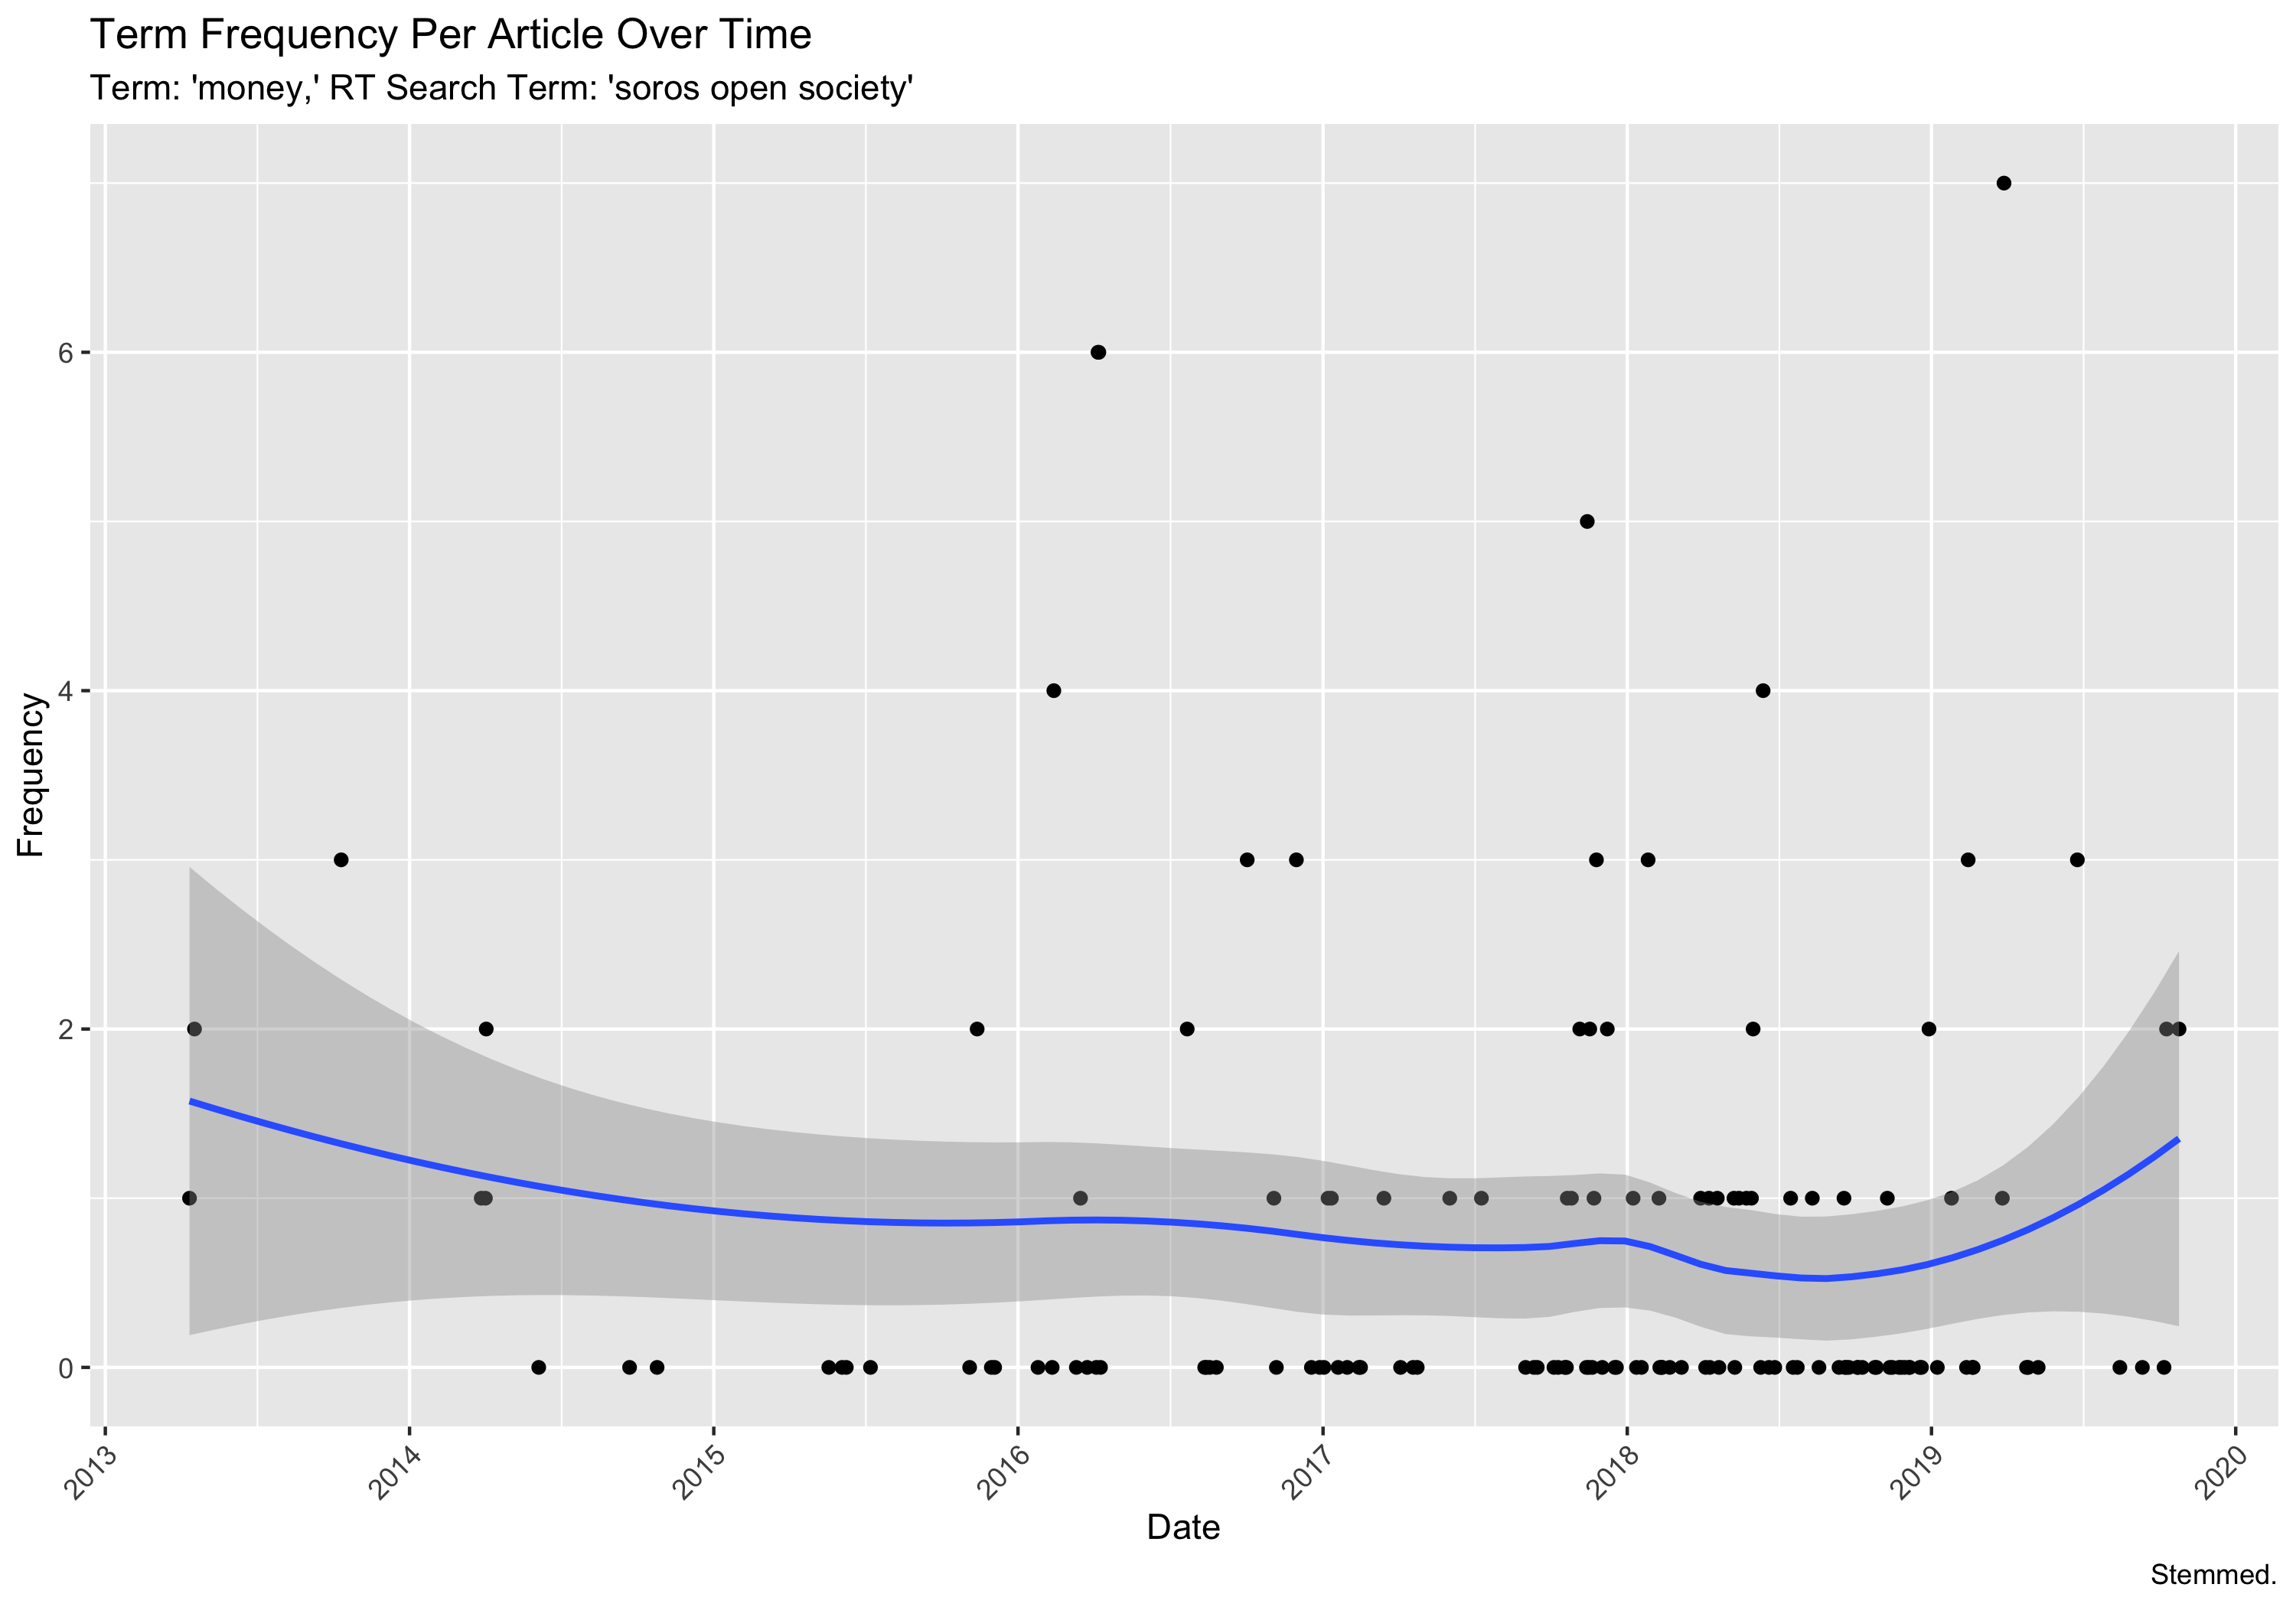 Term Frequency Per Article Over Time
Term: 'money,' RT Search Term: 'soros open society'
Frequency
6
4
2
0
2013
2014
2015
2016
2017
2018
2019
2020
Date
Stemmed.